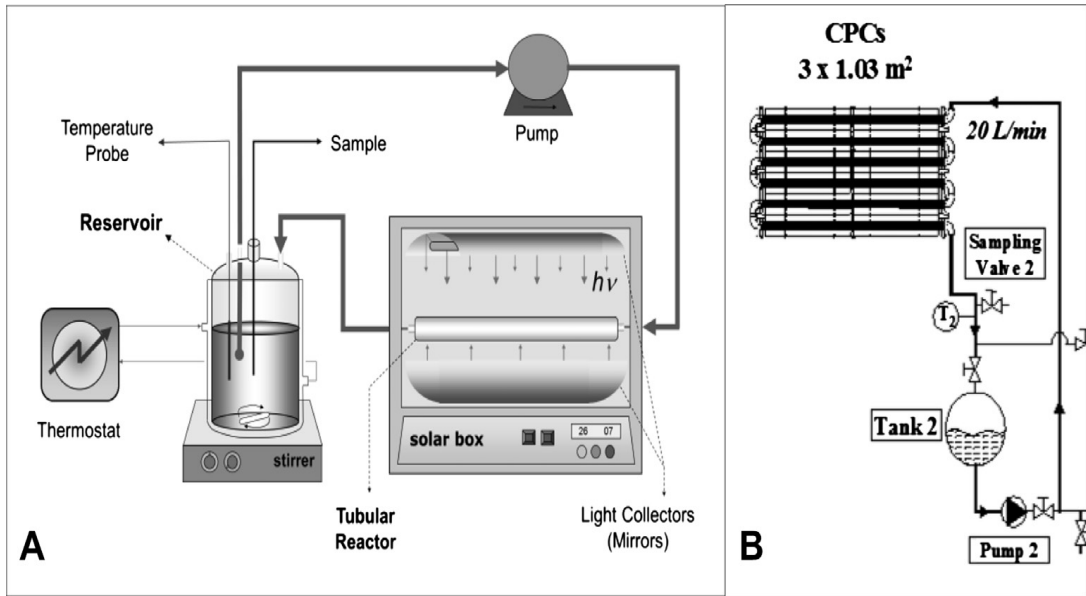 Temperature
Probe
Sample
Pump
Reservoir
hν
Thermostat
stirrer
solar box
26 07
Tubular
Reactor
Light Collectors
(Mirrors)
A
CPCs
3 x 1.03 m²
20 L/min
Sampling
Valve 2
T₂
Tank 2
Pump 2
B